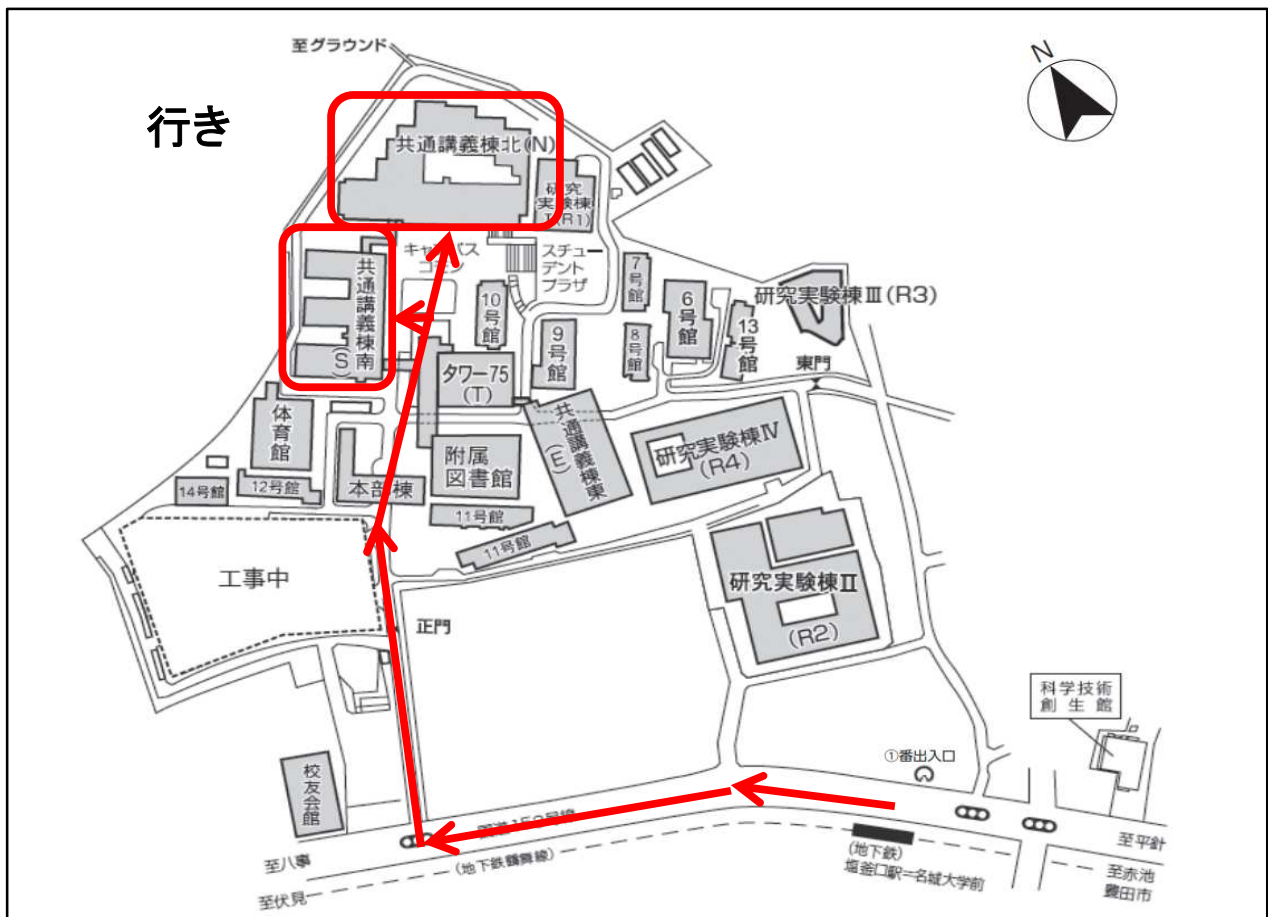 至グラウンド
N
行き
共通講義棟北(N)
研究
実験棟
I(R1)
キャンパス
コモン
スチュー
デント
プラザ
共通講義棟南
(S)
7号館
6号館
研究実験棟Ⅲ(R3)
10号館
9号館
8号館
13号館
東門
タワー75
(T)
体育館
附属
図書館
共通講義棟東
(E)
研究実験棟Ⅳ
(R4)
14号館
12号館
本部棟
11号館
11号館
工事中
研究実験棟Ⅱ
(R2)
正門
科学技術
創生館
①番出入口
校友会館
至八事
(地下鉄鶴舞線)
至伏見
(地下鉄)
塩釜口駅=名城大学前
至平針
至赤池
豊田市